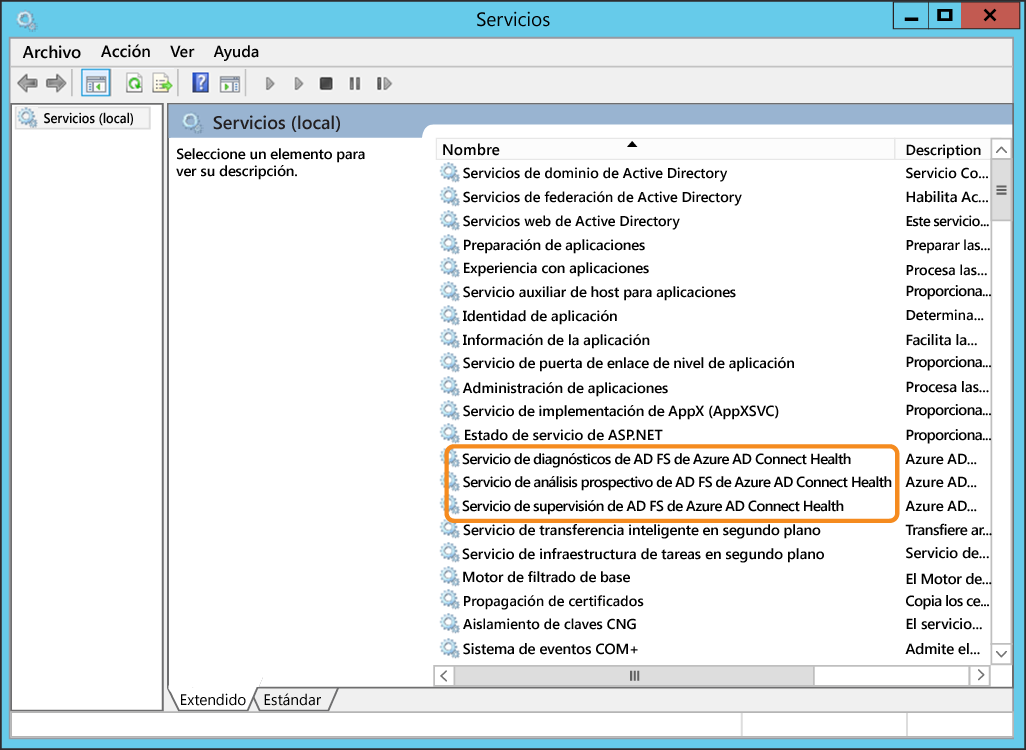 Servicios
Archivo Acción Ver Ayuda
Servicios (local)
Servicios (local)
Seleccione un elemento para
ver su descripción.
Nombre Description
Servicios de dominio de Active Directory Servicio Co...
Servicios de federación de Active Directory Habilita Ac...
Servicios web de Active Directory Este servicio...
Preparación de aplicaciones Preparar las...
Experiencia con aplicaciones Procesa las...
Servicio auxiliar de host para aplicaciones Proporciona...
Identidad de aplicación Determina...
Información de la aplicación Facilita la...
Servicio de puerta de enlace de nivel de aplicación Proporciona...
Administración de aplicaciones Procesa las...
Servicio de implementación de AppX (AppXSVC) Proporciona...
Estado de servicio de ASP.NET Proporciona...
Servicio de diagnósticos de AD FS de Azure AD Connect Health Azure AD...
Servicio de análisis prospectivo de AD FS de Azure AD Connect Health Azure AD...
Servicio de supervisión de AD FS de Azure AD Connect Health Azure AD...
Servicio de transferencia inteligente en segundo plano Transfiere ar...
Servicio de infraestructura de tareas en segundo plano Servicio de...
Motor de filtrado de base El Motor de...
Propagación de certificados Copia los ce...
Aislamiento de claves CNG El servicio...
Sistema de eventos COM+ Admite el...
Extendido Estándar